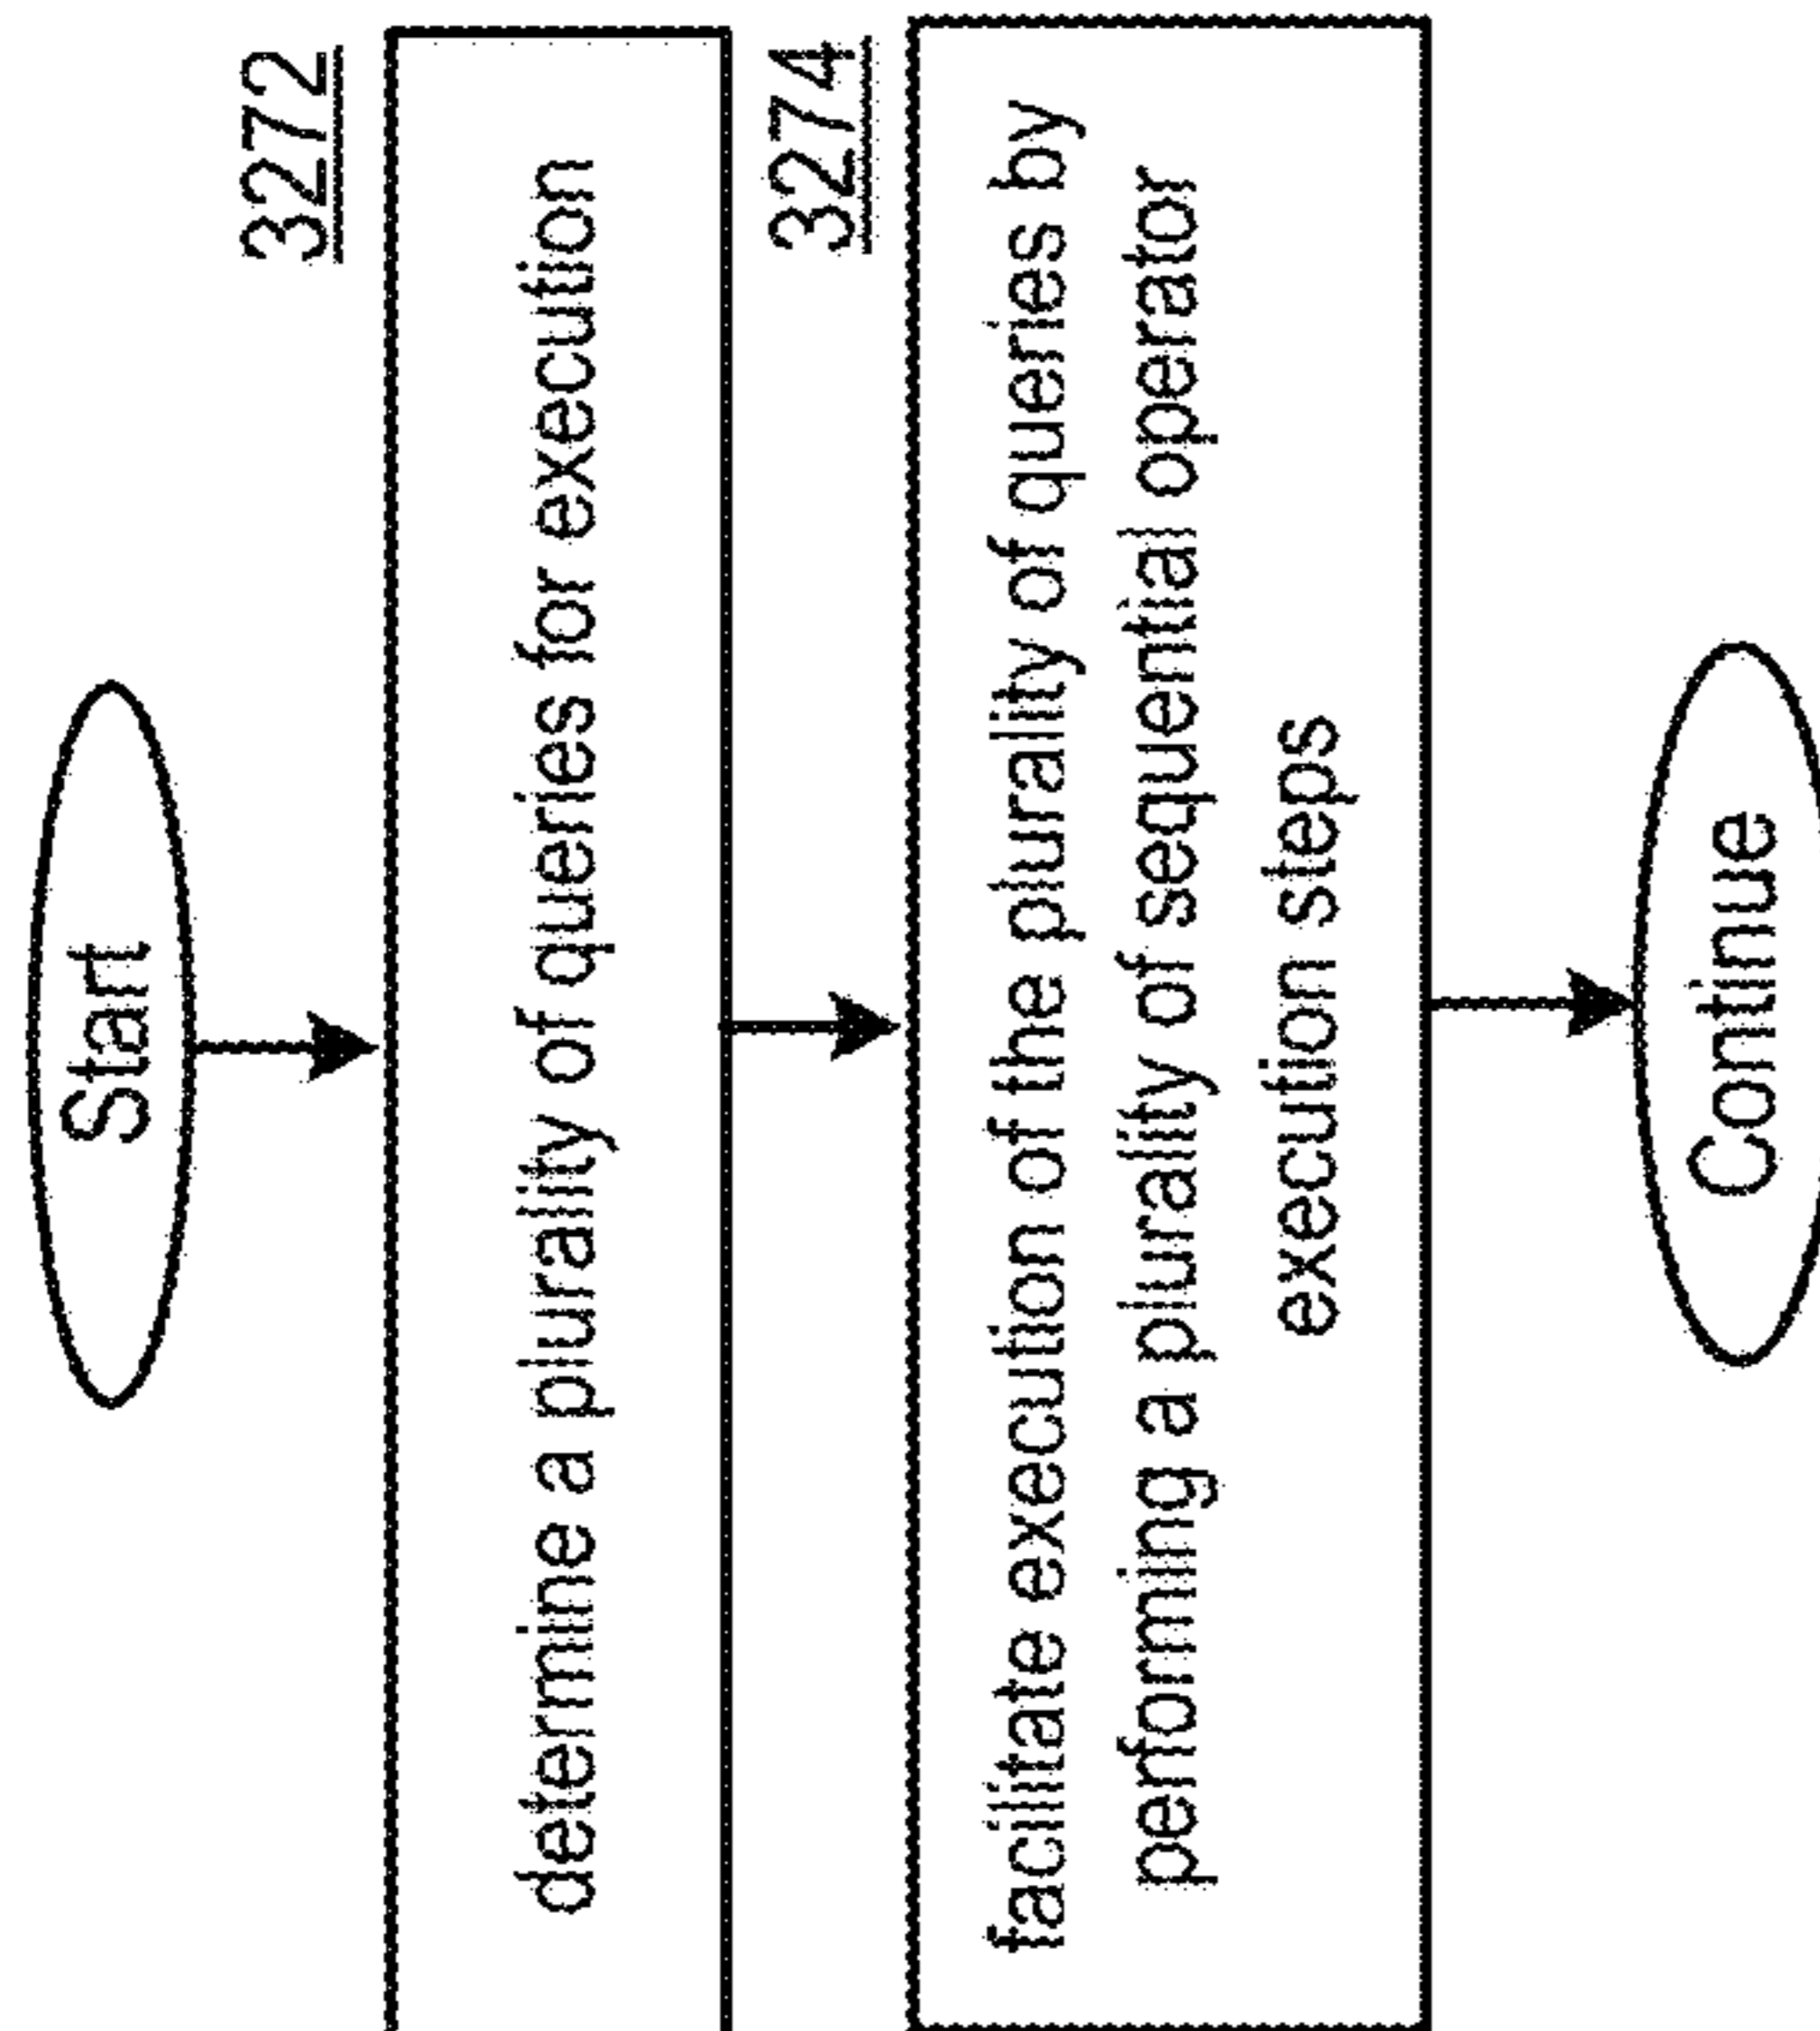 Start
3272
determine a plurality of queries for execution
3274
facilitate execution of the plurality of queries by
performing a plurality of sequential operator
execution steps
Continue